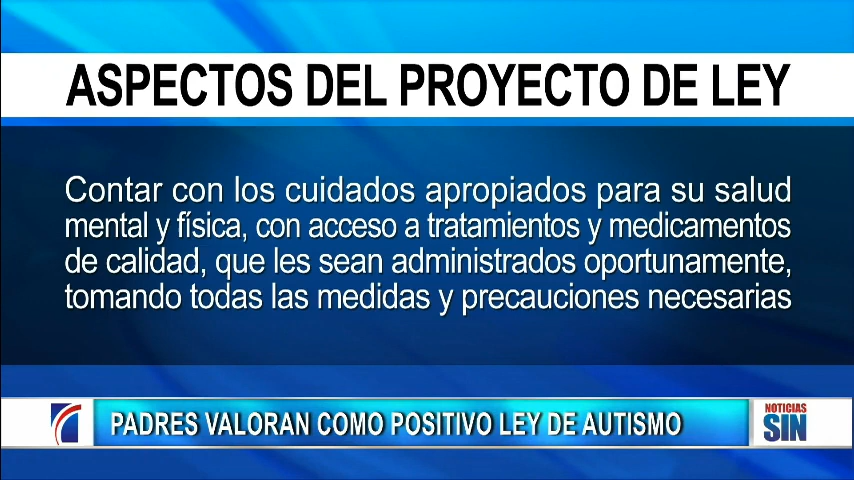 ASPECTOS DEL PROYECTO DE LEY
Contar con los cuidados apropiados para su salud
mental y física, con acceso a tratamientos y medicamentos
de calidad, que les sean administrados oportunamente,
tomando todas las medidas y precauciones necesarias
PADRES VALORAN COMO POSITIVO LEY DE AUTISMO
NOTICIAS
SIN